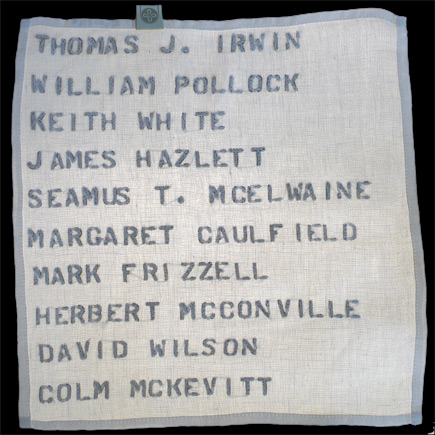 THOMAS J. IRWIN
WILLIAM POLLOCK
KEITH WHITE
JAMES HAZLETT
SEAMUS T. MCELWAINE
MARGARET CAULFIELD
MARK FRIZZELL
HERBERT MCCONVILLE
DAVID WILSON
COLM MCKEVITT